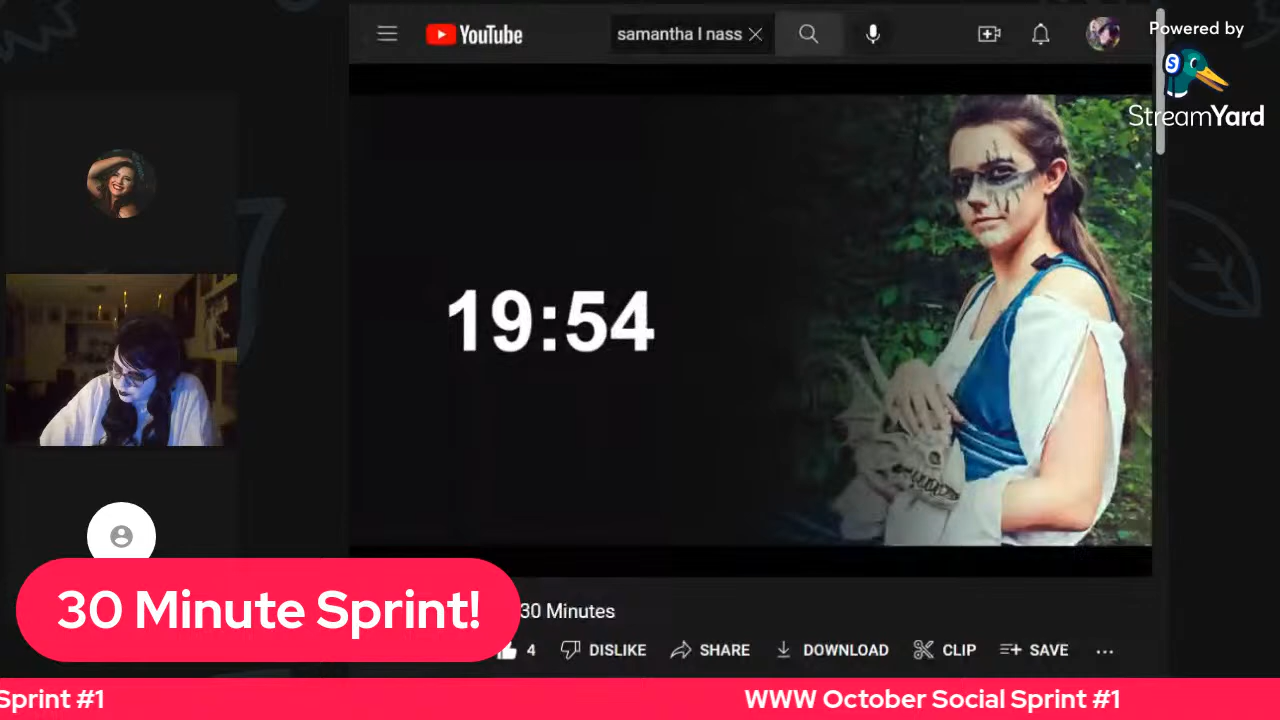 YouTube
samantha l nass
Powered by
S
StreamYard
19:54
30 Minutes
30 Minute Sprint!
4
DISLIKE
SHARE
DOWNLOAD
CLIP
SAVE
Sprint #1
WWW October Social Sprint #1